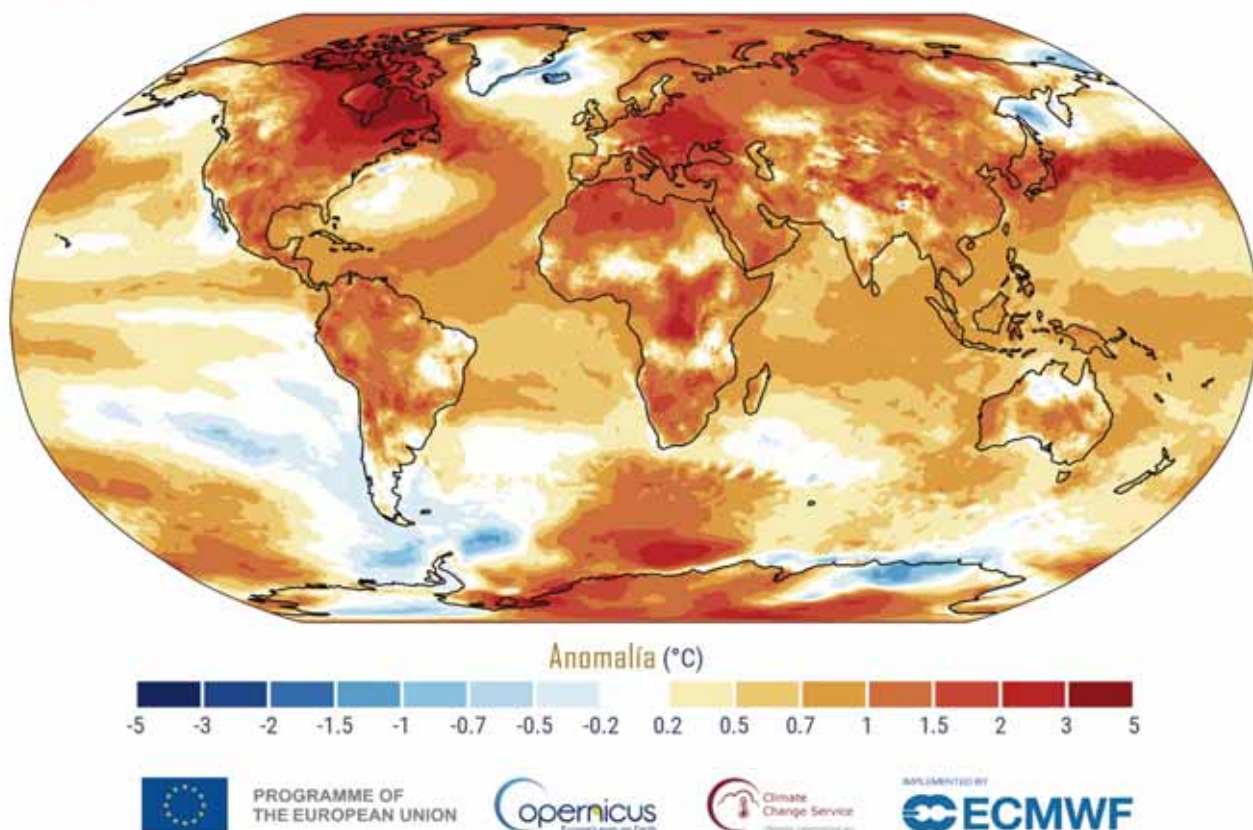 Anomalía (°C)
-5 -3 -2 -1.5 -1 -0.7 -0.5 -0.2 0.2 0.5 0.7 1 1.5 2 3 5
PROGRAMME OF
THE EUROPEAN UNION
Copernicus
Climate
Change Service
IMPLEMENTED BY
ECMWF